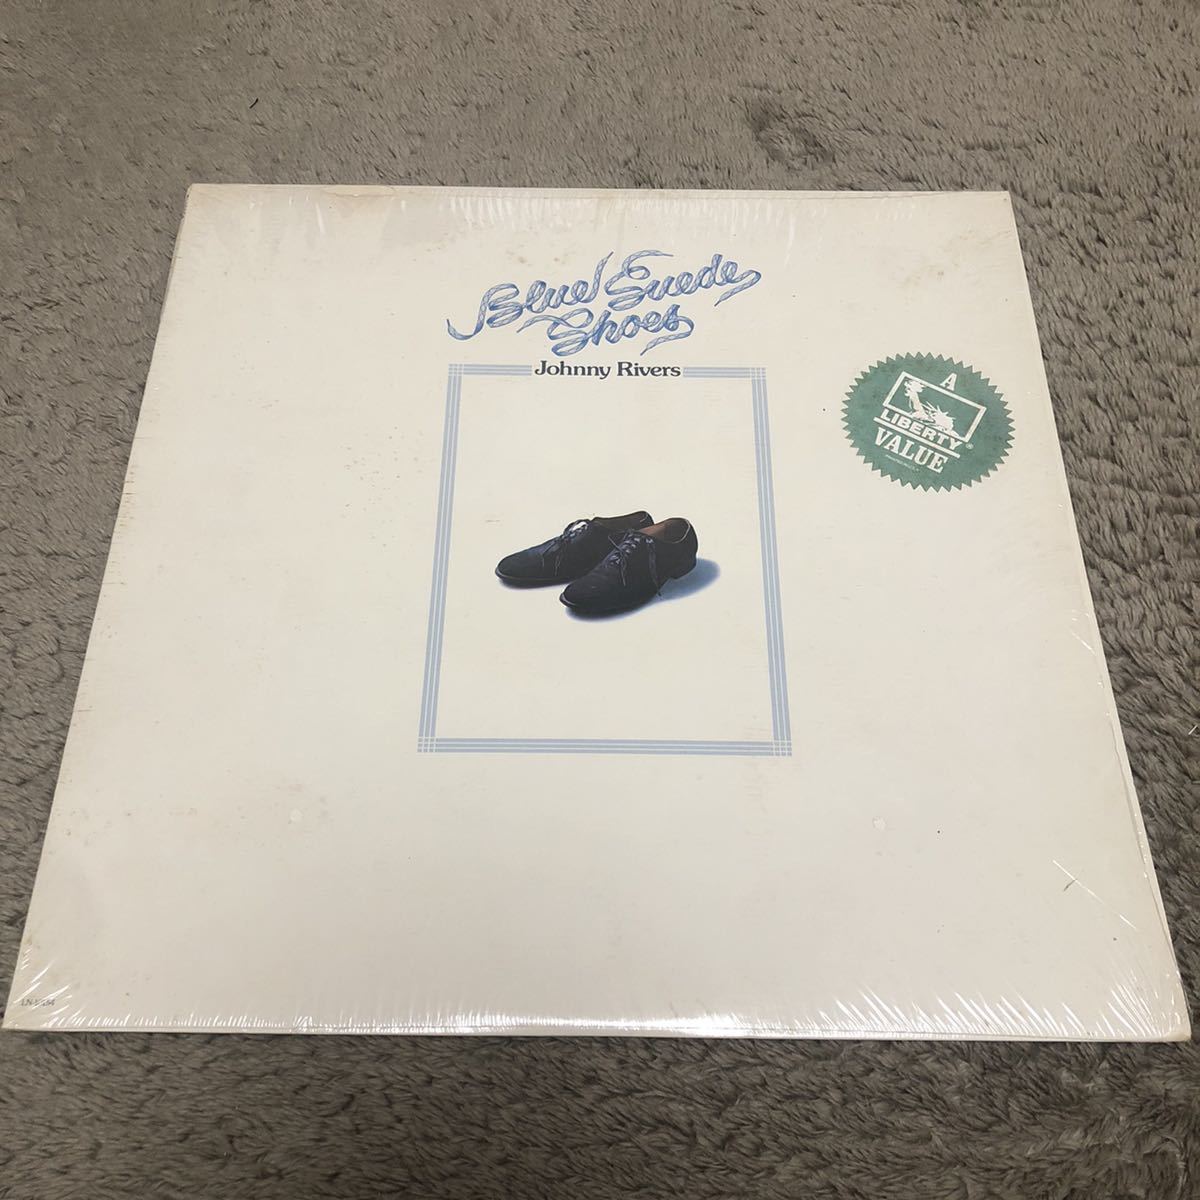 Blue Suede
Shoes
Johnny Rivers
A
LIBERTY®
VALUE